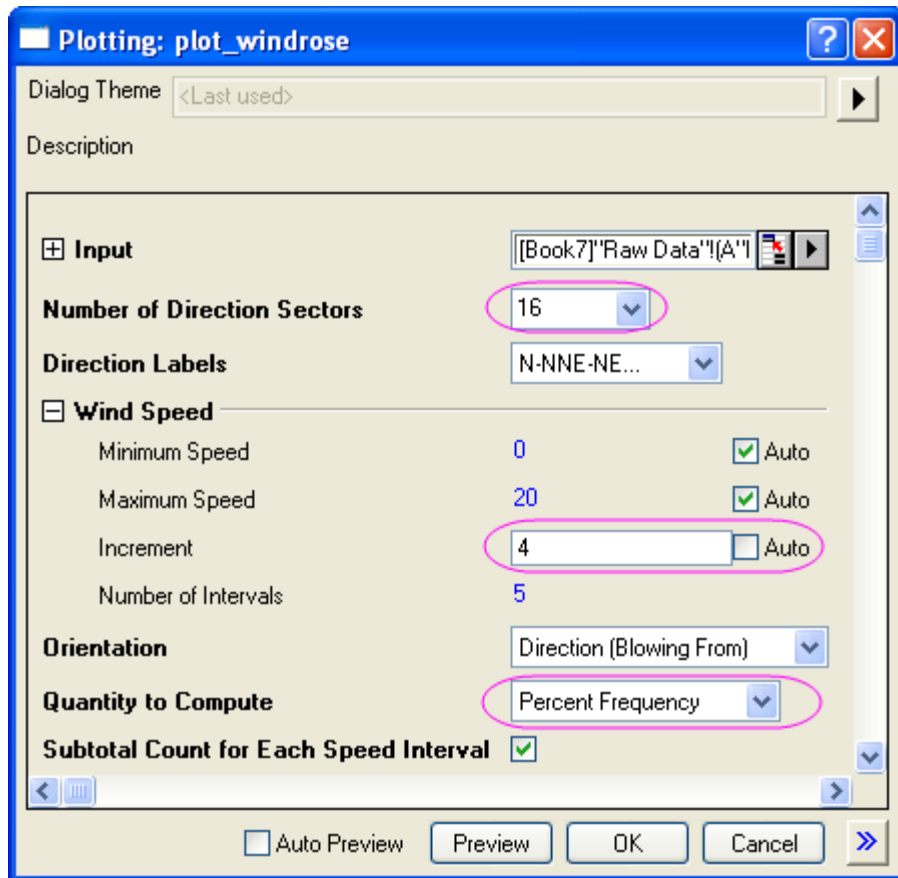 Plotting: plot_windrose
Dialog Theme <Last used>
Description
Input [Book7]"Raw Data"!(A"
Number of Direction Sectors 16
Direction Labels N-NNE-NE...
Wind Speed
Minimum Speed 0 Auto
Maximum Speed 20 Auto
Increment 4 Auto
Number of Intervals 5
Orientation Direction (Blowing From)
Quantity to Compute Percent Frequency
Subtotal Count for Each Speed Interval
Auto Preview Preview OK Cancel